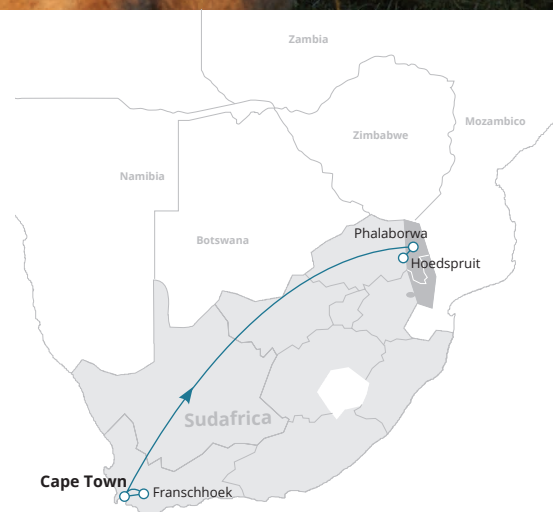 Zambia
Mozambico
Zimbabwe
Namibia
Phalaborwa
Botswana
Hoedspruit
Sudafrica
Cape Town
Franschhoek